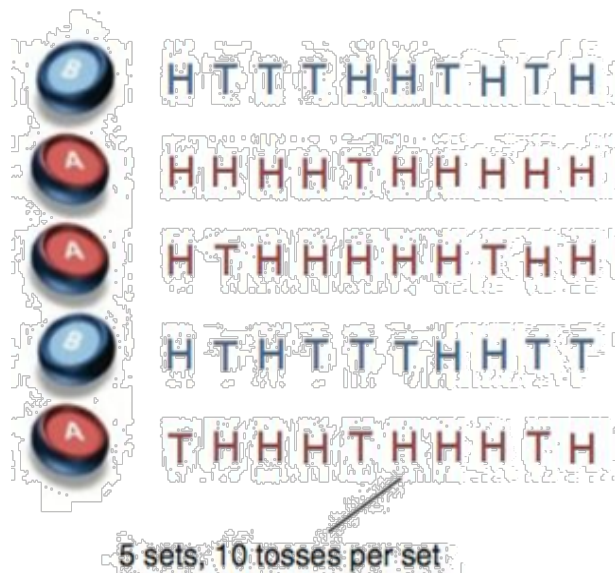 B H T T T H H T H T H
A H H H H T H H H H H
A H T H H H H H T H H
B H T H T T T H H T T
A T H H H T H H H T H
5 sets, 10 tosses per set